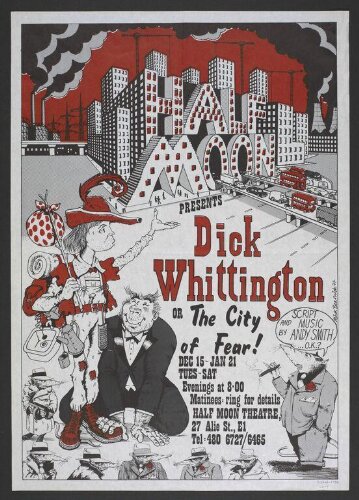 HALF
MOON
PRESENTS
Dick
Whittington
OR The City
of Fear!
DEC 15-JAN 21
TUES-SAT
Evenings at 8·00
Matinees: ring for details
HALF MOON THEATRE,
27 Alie St., E1
Tel: 480 6727/6465
SCRIPT
AND MUSIC
BY ANDY SMITH
...O.K.?